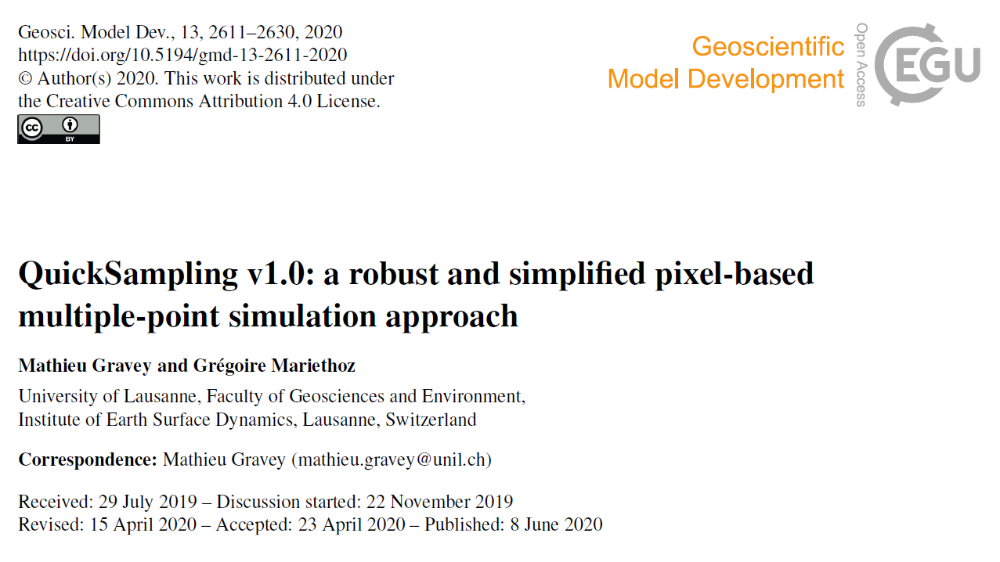 Geosci. Model Dev., 13, 2611–2630, 2020
https://doi.org/10.5194/gmd-13-2611-2020
© Author(s) 2020. This work is distributed under
the Creative Commons Attribution 4.0 License.
cc
BY
Geoscientific
Model Development
Open Access
EGU
QuickSampling v1.0: a robust and simplified pixel-based
multiple-point simulation approach
Mathieu Gravey and Grégoire Mariethoz
University of Lausanne, Faculty of Geosciences and Environment,
Institute of Earth Surface Dynamics, Lausanne, Switzerland
Correspondence: Mathieu Gravey (mathieu.gravey@unil.ch)
Received: 29 July 2019 – Discussion started: 22 November 2019
Revised: 15 April 2020 – Accepted: 23 April 2020 – Published: 8 June 2020